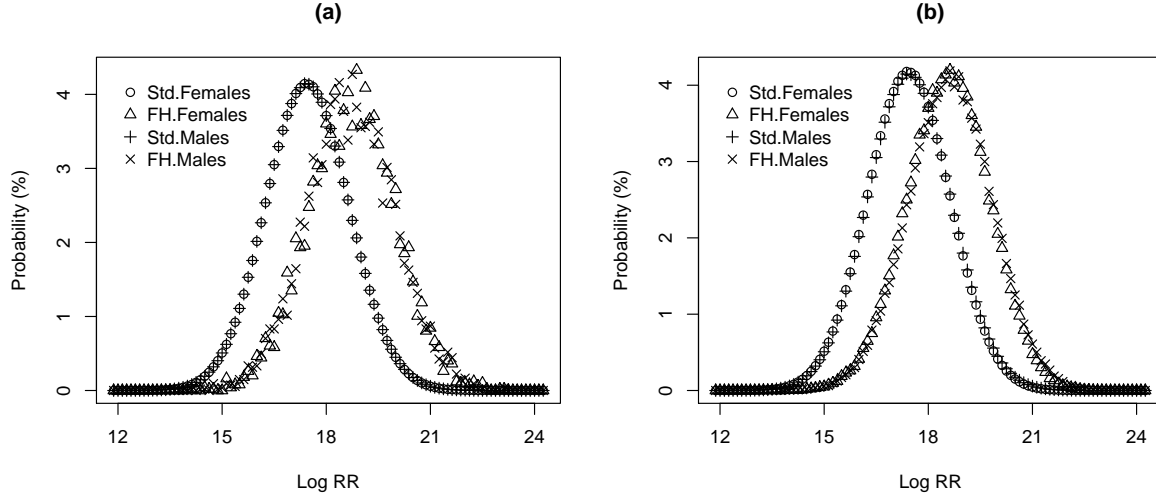 (a)
Std.Females
FH.Females
Std.Males
FH.Males
Probability (%)
0
1
2
3
4
12
15
18
21
24
Log RR
(b)
Std.Females
FH.Females
Std.Males
FH.Males
Probability (%)
0
1
2
3
4
12
15
18
21
24
Log RR